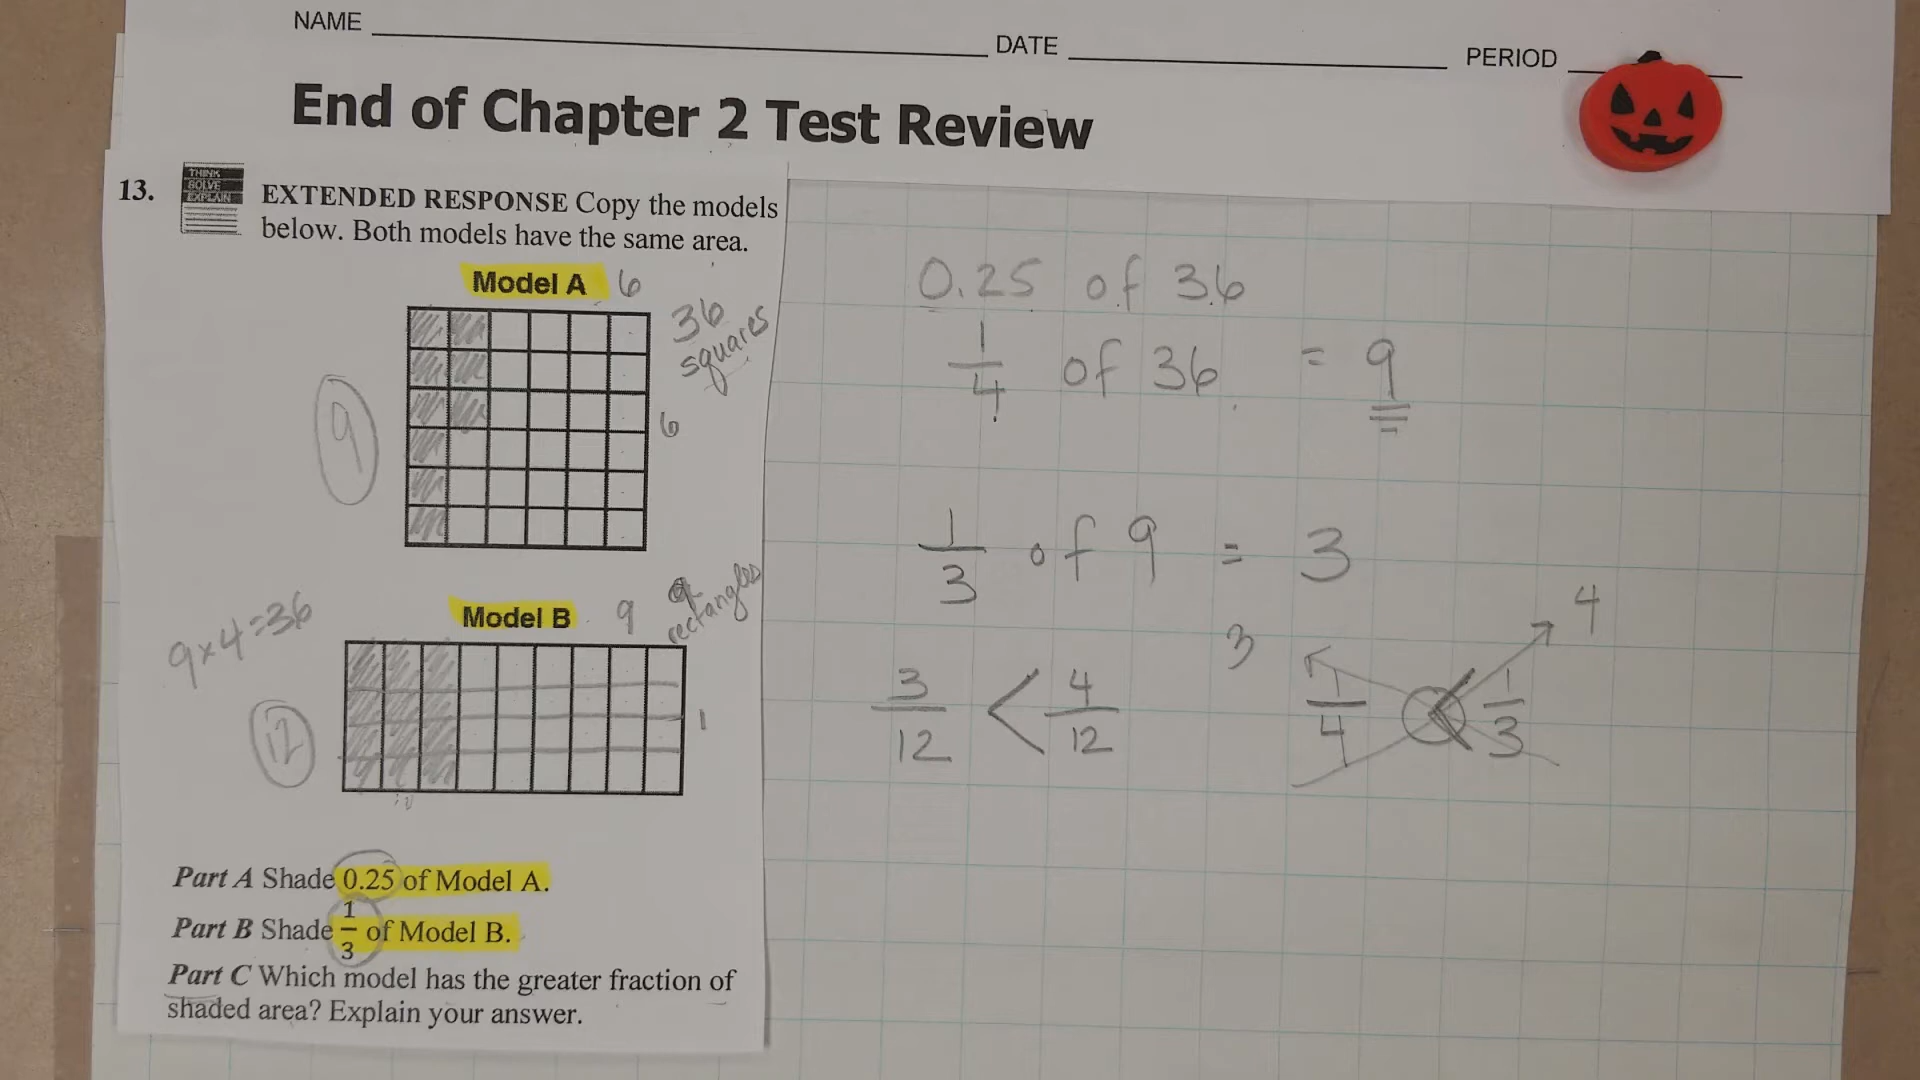 NAME DATE PERIOD
End of Chapter 2 Test Review
13. THINK
SOLVE
EXPLAIN
EXTENDED RESPONSE Copy the models
below. Both models have the same area.
Model A 6
36
squares
9
6
Model B 9
9
rectangles
9x4=36
12
1
Part A Shade 0.25 of Model A.
Part B Shade 1/3 of Model B.
Part C Which model has the greater fraction of
shaded area? Explain your answer.
0.25 of 36
1/4 of 36 = 9
1/3 of 9 = 3
3/12 < 4/12
3 4
1/4 < 1/3